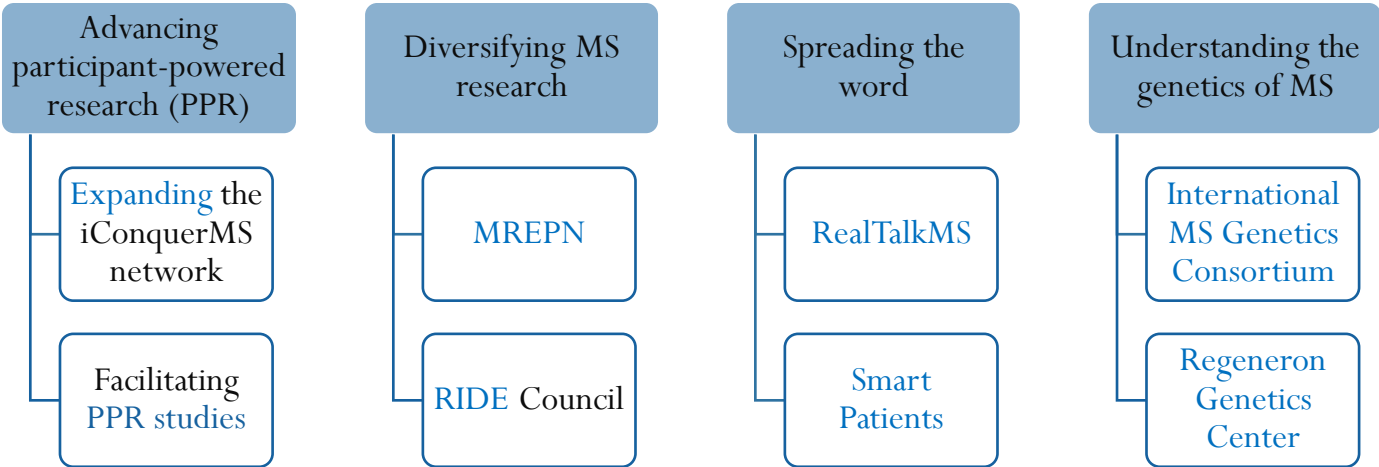 Advancing
participant-powered
research (PPR)
Expanding the
iConquerMS
network
Facilitating
PPR studies
Diversifying MS
research
MREPN
RIDE Council
Spreading the
word
RealTalkMS
Smart
Patients
Understanding the
genetics of MS
International
MS Genetics
Consortium
Regeneron
Genetics
Center